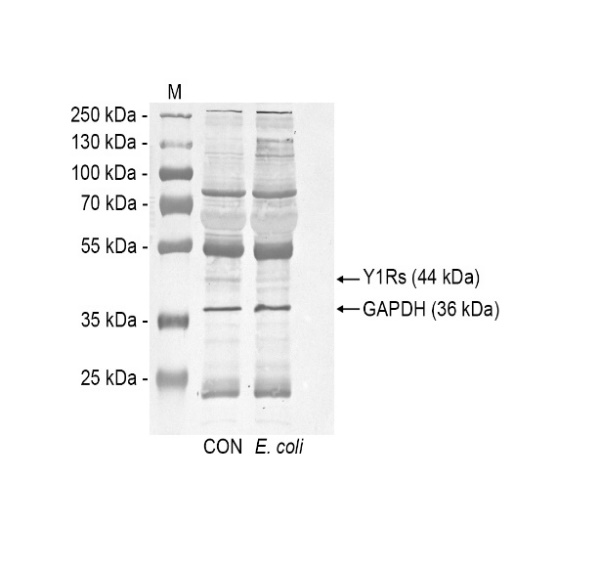 M
250 kDa -
130 kDa -
100 kDa -
70 kDa -
55 kDa -
Y1Rs (44 kDa)
GAPDH (36 kDa)
35 kDa -
25 kDa -
CON E. coli